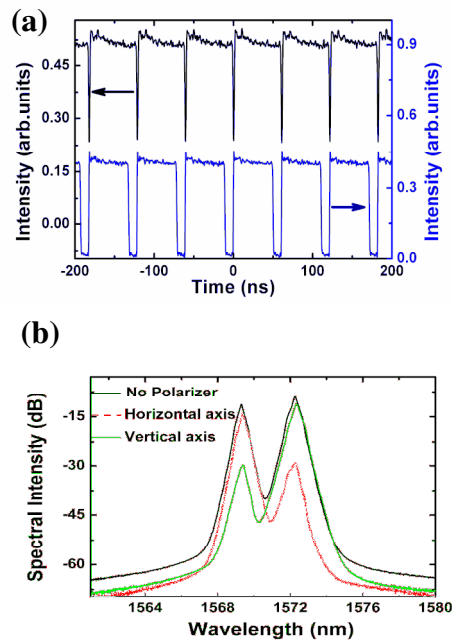 (a)
Intensity (arb.units)
0.45
0.30
0.15
0.00
0.9
0.6
0.3
0.0
Intensity (arb.units)
-200 -100 0 100 200
Time (ns)
(b)
Spectral Intensity (dB)
-15
-30
-45
-60
No Polarizer
Horizontal axis
Vertical axis
1564 1568 1572 1576 1580
Wavelength (nm)